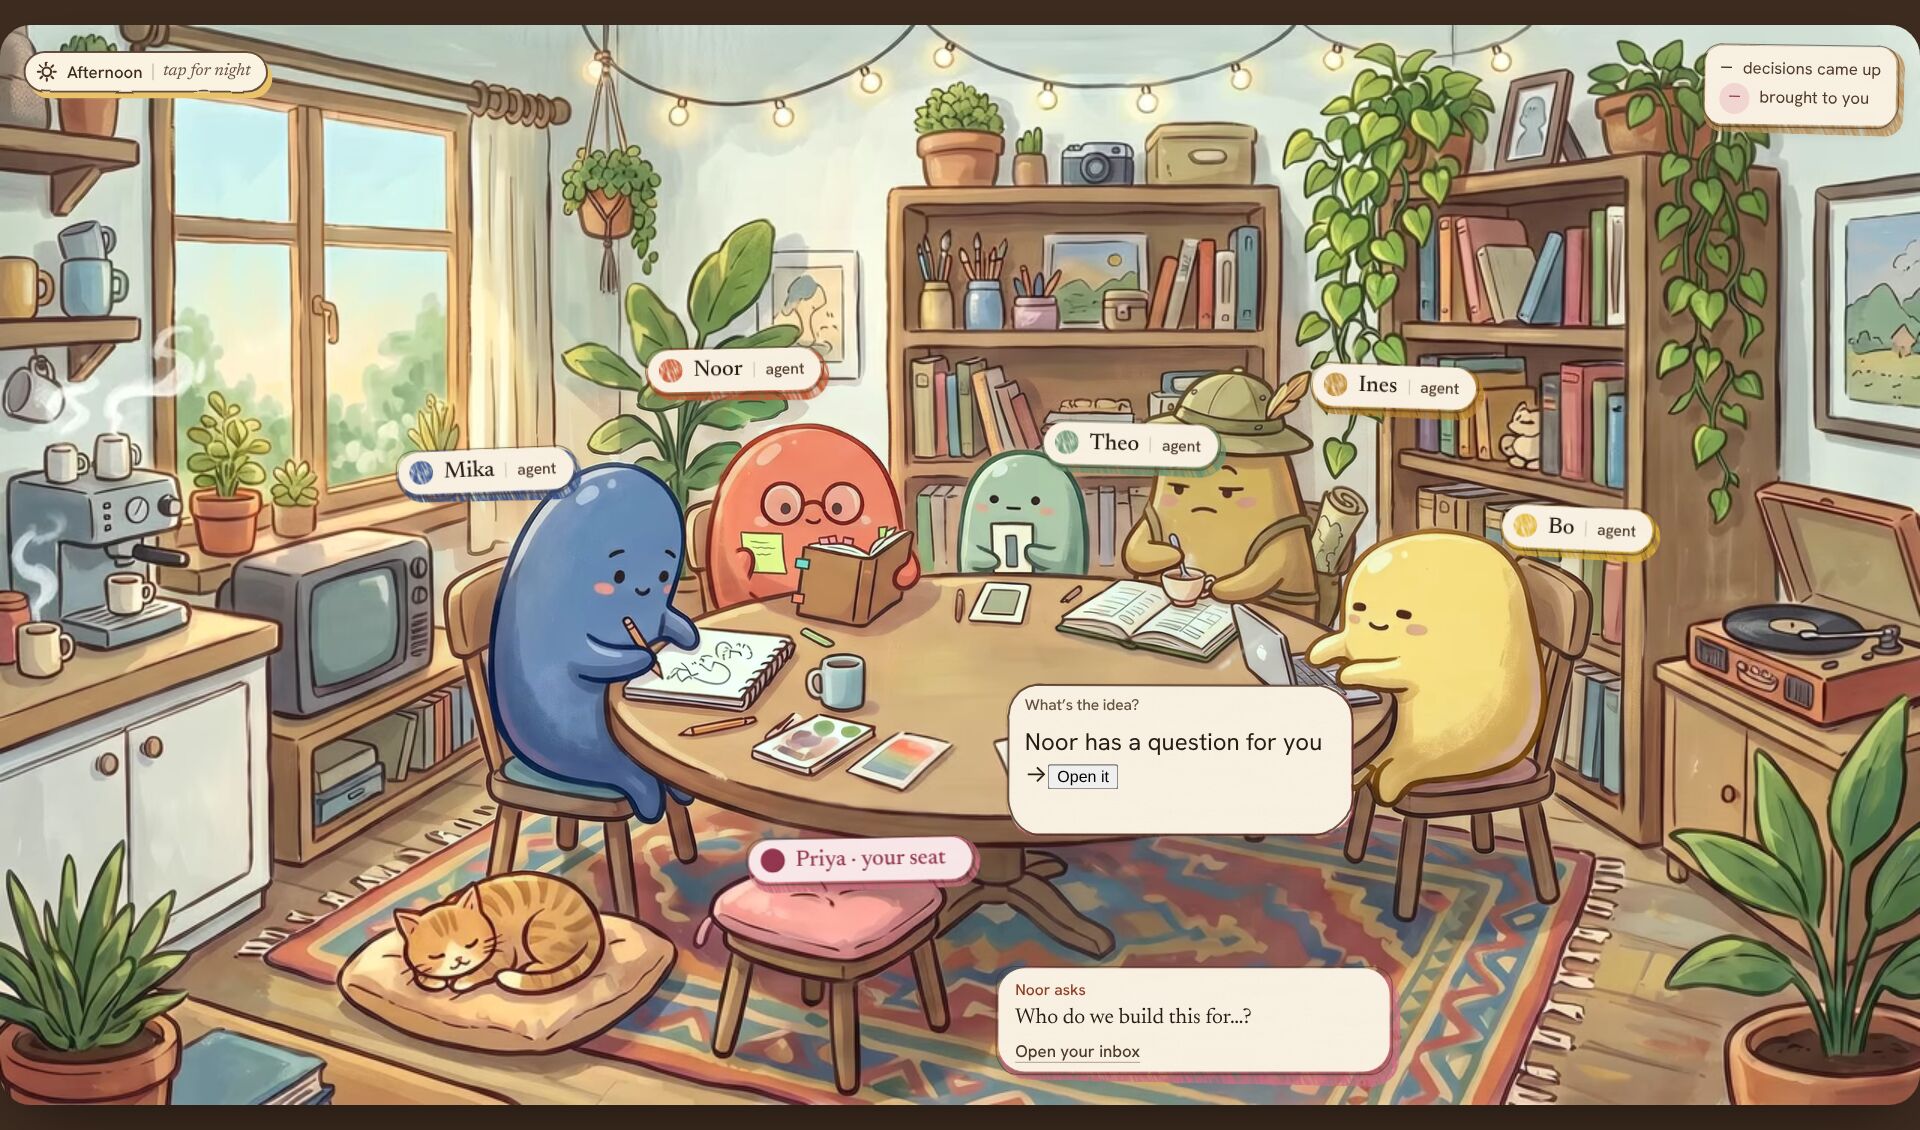 Afternoon tap for night
— decisions came up
— brought to you
Noor agent
Ines agent
Theo agent
Mika agent
Bo agent
What's the idea?
Noor has a question for you
→ Open it
Priya · your seat
Noor asks
Who do we build this for...?
Open your inbox